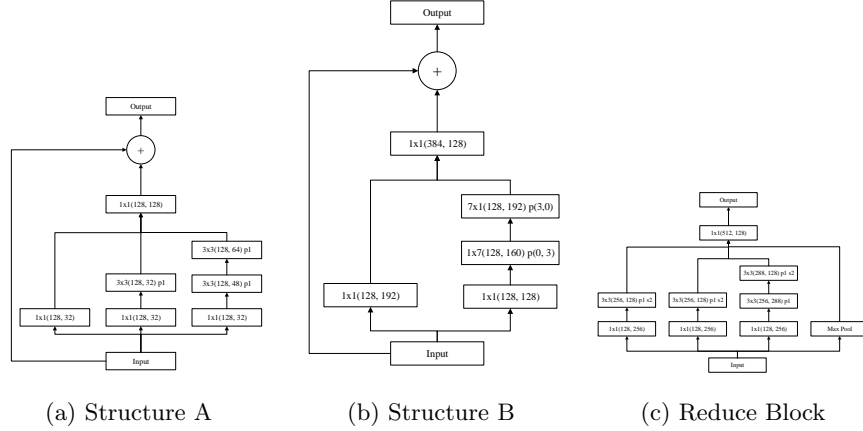 Output
+
1x1(128, 128)
3x3(128, 64) p1
3x3(128, 32) p1
3x3(128, 48) p1
1x1(128, 32)
1x1(128, 32)
1x1(128, 32)
Input
(a) Structure A
Output
+
1x1(384, 128)
7x1(128, 192) p(3,0)
1x7(128, 160) p(0, 3)
1x1(128, 192)
1x1(128, 128)
Input
(b) Structure B
Output
1x1(512, 128)
3x3(288, 128) p1 s2
3x3(256, 128) p1 s2
3x3(256, 128) p1 s2
3x3(256, 288) p1
1x1(128, 256)
1x1(128, 256)
1x1(128, 256)
Max Pool
Input
(c) Reduce Block